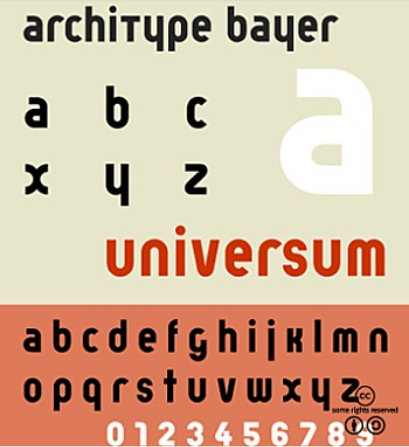 architype bayer
a b c
a
x y z
universum
abcdefghijklmn
opqrstuvwxyz
some rights reserved
0123456789